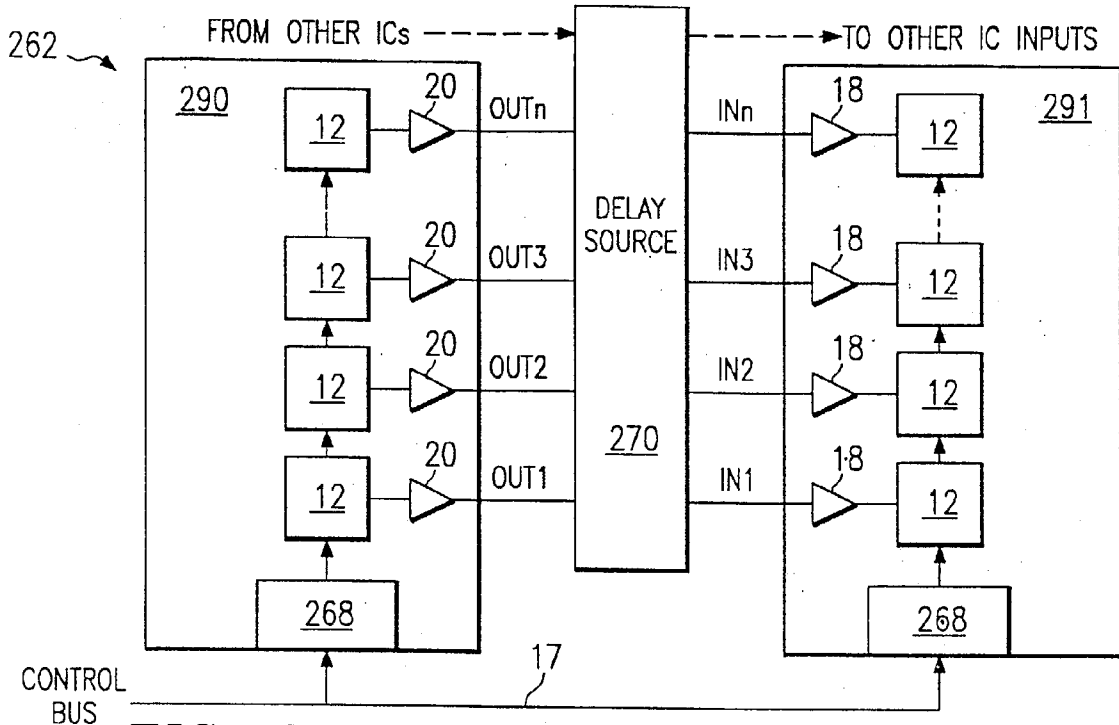 FROM OTHER ICs
TO OTHER IC INPUTS
262
290
291
12 20 OUTn INn 18 12
DELAY SOURCE
12 20 OUT3 IN3 18 12
12 20 OUT2 IN2 18 12
270
12 20 OUT1 IN1 18 12
268
268
17
CONTROL BUS